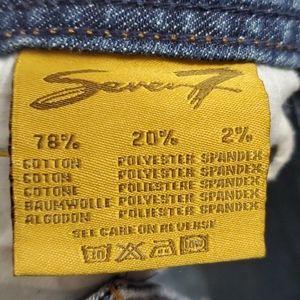 Seven7
78% 20% 2%
COTTON POLYESTER SPANDEX
COTON POLYESTER SPANDEX
COTONE POLIESTERE SPANDEX
BAUMWOLLE POLYESTER SPANDEX
ALGODON POLIESTER SPANDEX
SEE CARE ON REVERSE